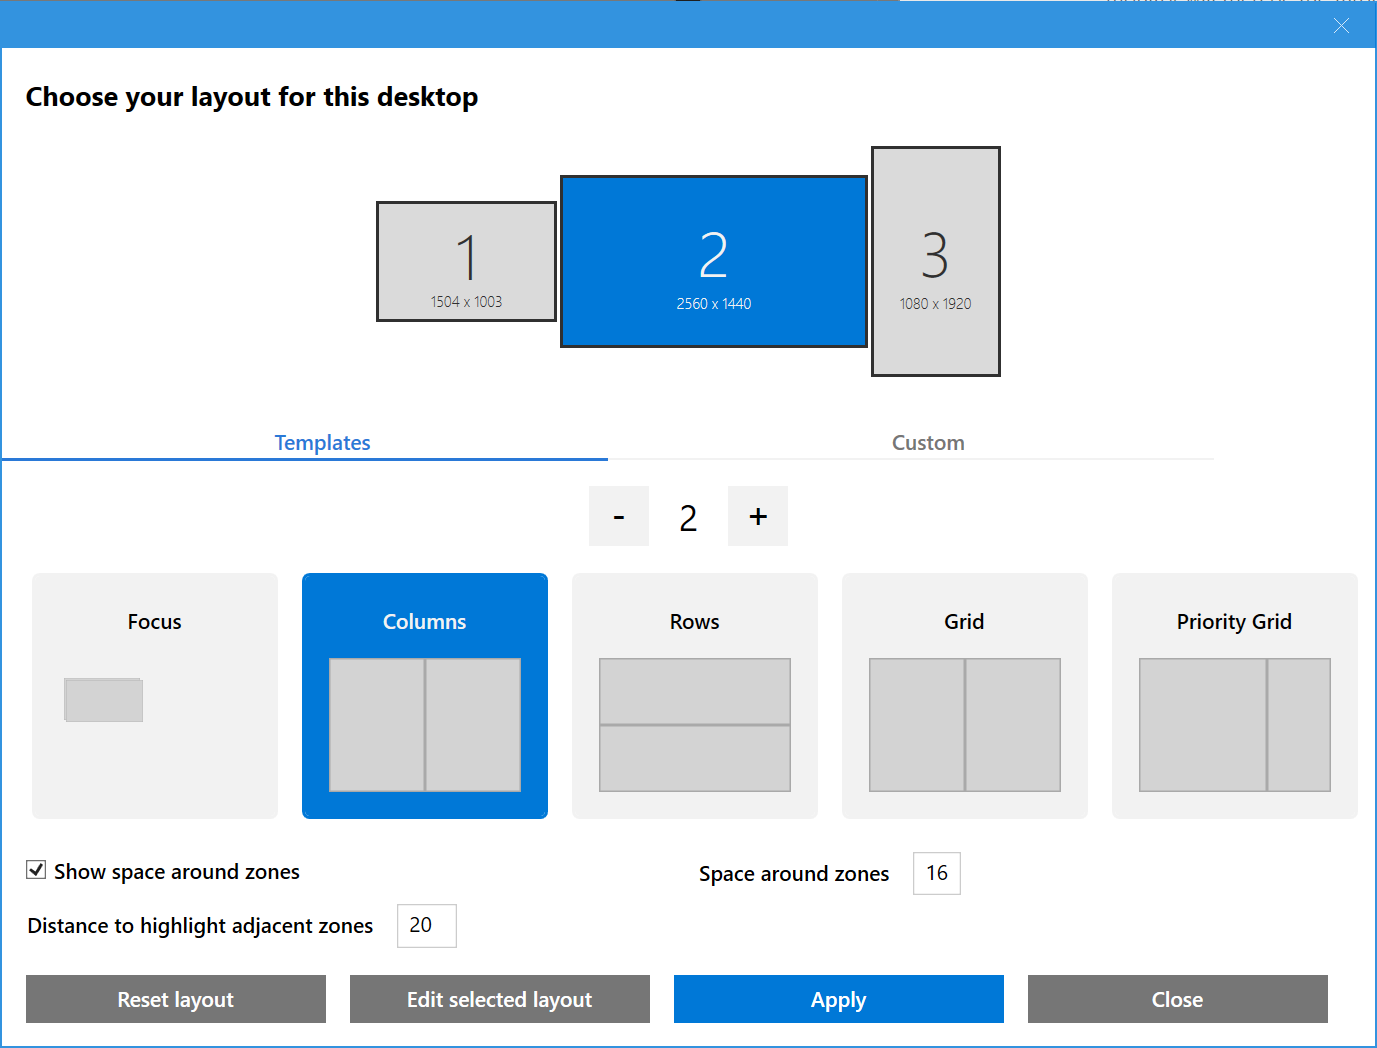 Choose your layout for this desktop
1
1504 x 1003
2
2560 x 1440
3
1080 x 1920
Templates
Custom
- 2 +
Focus
Columns
Rows
Grid
Priority Grid
Show space around zones
Space around zones 16
Distance to highlight adjacent zones 20
Reset layout
Edit selected layout
Apply
Close